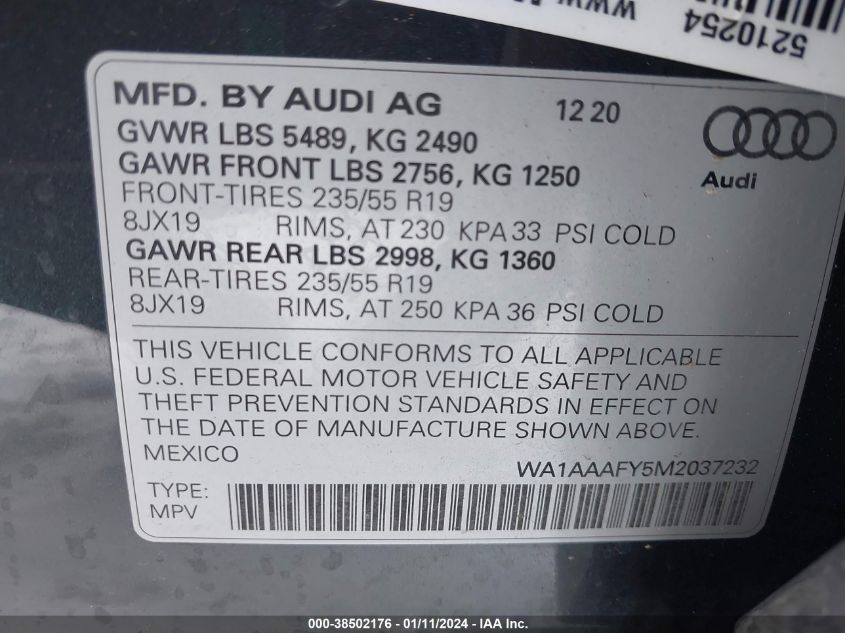 WWW.
5210254
MFD. BY AUDI AG 12 20
GVWR LBS 5489, KG 2490
GAWR FRONT LBS 2756, KG 1250
Audi
FRONT-TIRES 235/55 R19
8JX19 RIMS, AT 230 KPA 33 PSI COLD
GAWR REAR LBS 2998, KG 1360
REAR-TIRES 235/55 R19
8JX19 RIMS, AT 250 KPA 36 PSI COLD
THIS VEHICLE CONFORMS TO ALL APPLICABLE
U.S. FEDERAL MOTOR VEHICLE SAFETY AND
THEFT PREVENTION STANDARDS IN EFFECT ON
THE DATE OF MANUFACTURE SHOWN ABOVE.
MEXICO
WA1AAAFY5M2037232
TYPE:
MPV
000-38502176 - 01/11/2024 - IAAI Inc.